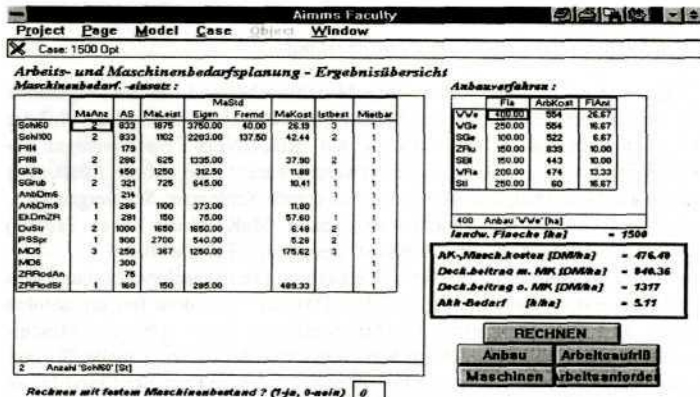 Aimms Faculty
Project Page Model Case Object Window
Case: 1500 Opt
Arbeits- und Maschinenbedarfsplanung - Ergebnisübersicht
Maschinenbedarf, -einsatz :
MaStd
MaAnz AS MaLeist Eigen Fremd MaKost Istbest Mietbar
Schl60 2 833 1875 3750.00 40.00 26.19 3 1
Schl100 2 833 1102 2203.00 137.50 42.44 2 1
Pfl4 179 1
Pfl8 2 286 625 1335.00 37.90 2 1
GkSb 1 450 1250 312.50 11.88 1 1
SGrub 2 321 725 645.00 10.41 1 1
AnbDm6 214 3 1
AnbDm9 1 286 1100 373.00 11.80 1
EkDmZR 1 281 150 75.00 57.60 1 1
DuStr 2 1000 1650 1650.00 6.48 2 1
PSSpr 1 900 2700 540.00 5.28 2 1
MD5 3 250 367 1250.00 175.62 3 1
MD6 300 1
ZRRodAn 75 1
ZRRodSf 1 160 150 285.00 489.33 1
2 Anzahl 'Schl60' [St]
Rechnen mit festem Maschinenbestand ? (1-ja, 0-nein) 0
Anbauverfahren :
Fla ArbKost FlAnt
WWe 400.00 554 26.67
WGe 250.00 554 16.67
SGe 100.00 522 6.67
ZRu 150.00 839 10.00
150.00 443 10.00
WRa 200.00 474 13.33
Stl 250.00 60 16.67
400 Anbau 'WWe' [ha]
landw. Flaeche [ha] = 1500
AK-,Masch.kosten [DM/ha] = 476.40
Deck.beitrag m. MK [DM/ha] = 840.36
Deck.beitrag o. MK [DM/ha] = 1317
Akh-Bedarf [h/ha] = 5.11
RECHNEN
Anbau Arbeitsaufriß
Maschinen Arbeitsanforder